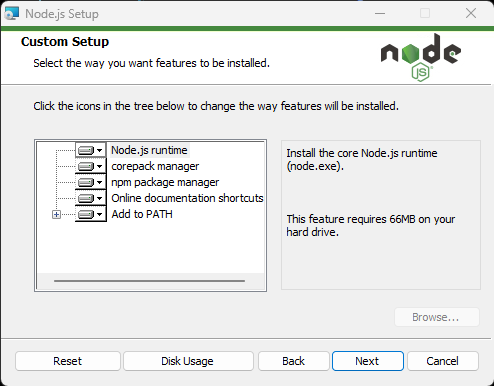 Node.js Setup
Custom Setup
Select the way you want features to be installed.
node
JS
Click the icons in the tree below to change the way features will be installed.
Node.js runtime
corepack manager
npm package manager
Online documentation shortcuts
Add to PATH
Install the core Node.js runtime
(node.exe).
This feature requires 66MB on your
hard drive.
Browse...
Reset
Disk Usage
Back
Next
Cancel